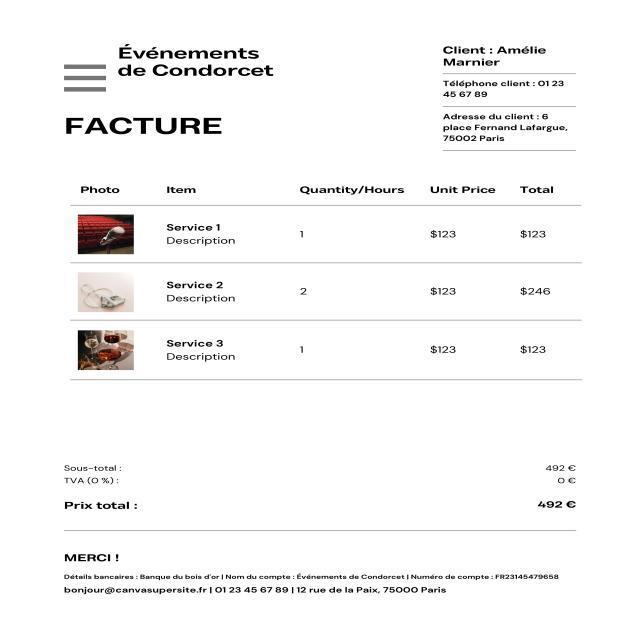 Événements
de Condorcet
Client : Amélie
Marnier
Téléphone client : 01 23
45 67 89
Adresse du client : 6
place Fernand Lafargue,
75002 Paris
FACTURE
Photo Item Quantity/Hours Unit Price Total
Service 1
Description
1 $123 $123
Service 2
Description
2 $123 $246
Service 3
Description
1 $123 $123
Sous-total : 492 €
TVA (0 %) : 0 €
Prix total : 492 €
MERCI !
Détails bancaires : Banque du bois d'or | Nom du compte : Événements de Condorcet | Numéro de compte : FR23145479658
bonjour@canvasupersite.fr | 01 23 45 67 89 | 12 rue de la Paix, 75000 Paris